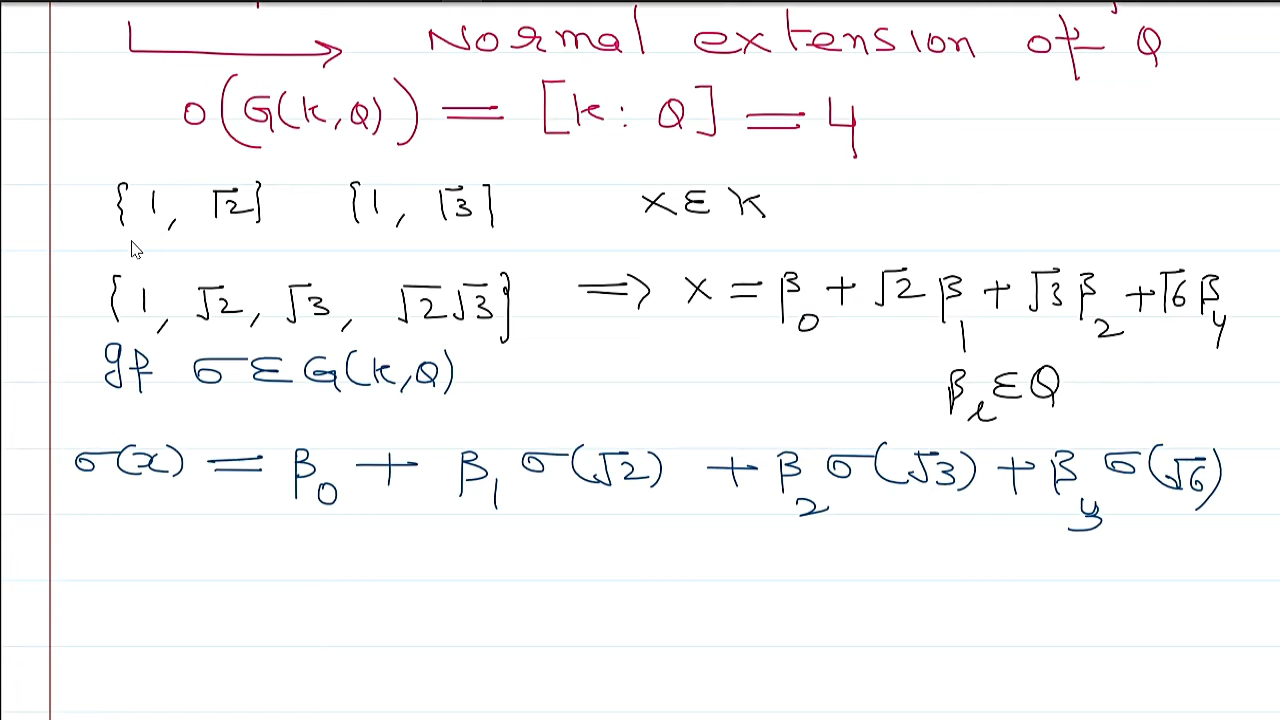 Normal extension of Q
o(G(K,Q)) = [K: Q] = 4
{1, √2} {1, √3} x ∈ K
{1, √2, √3, √2√3} ⇒ x = β₀ + √2 β₁ + √3 β₂ + √6 β₄
If σ ∈ G(K,Q) βᵢ ∈ Q
σ(x) = β₀ + β₁ σ(√2) + β₂ σ(√3) + β₃ σ(√6)